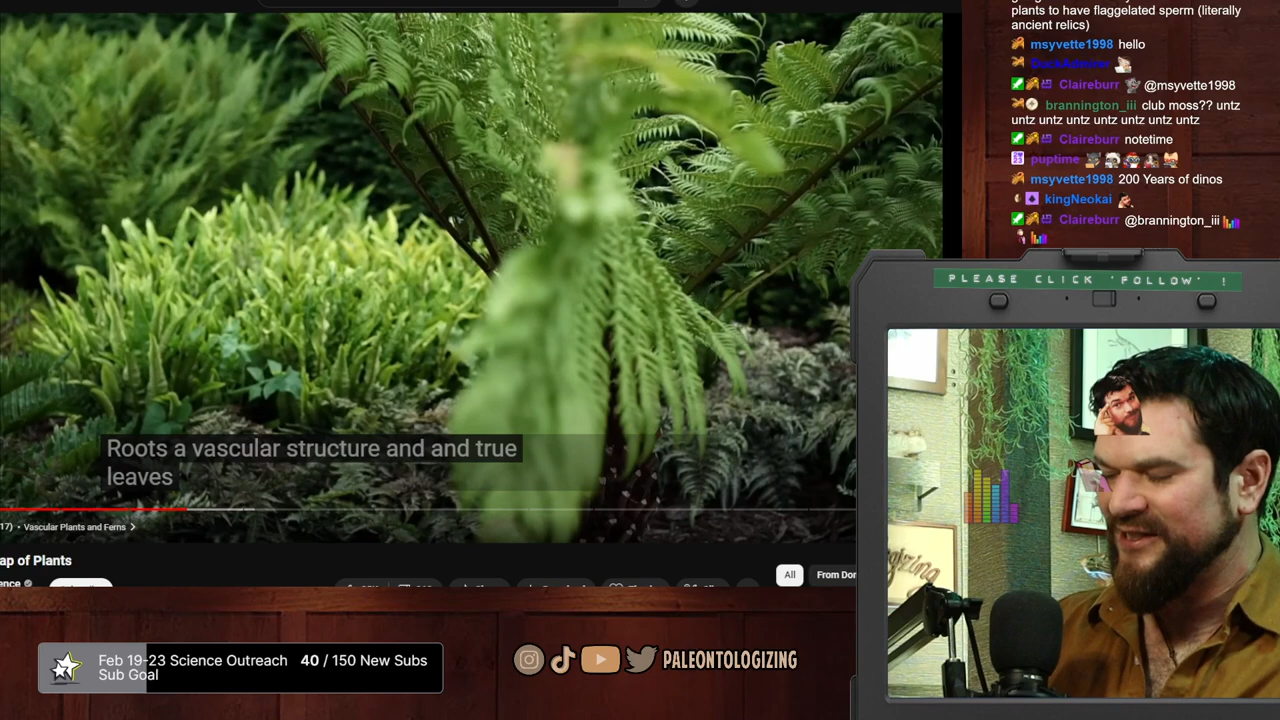 plants to have flaggelated sperm (literally
ancient relics)
msyvette1998 hello
Claireburr @msyvette1998
brannington_iii club moss?? untz
untz untz untz untz untz untz untz
Claireburr notetime
puptime
msyvette1998 200 Years of dinos
kingNeokai
Claireburr @brannington_iii
PLEASE CLICK "FOLLOW" !
Roots a vascular structure and and true
leaves
17) • Vascular Plants and Ferns >
ap of Plants
ence
All
From Dor
Feb 19-23 Science Outreach 40 / 150 New Subs
Sub Goal
PALEONTOLOGIZING